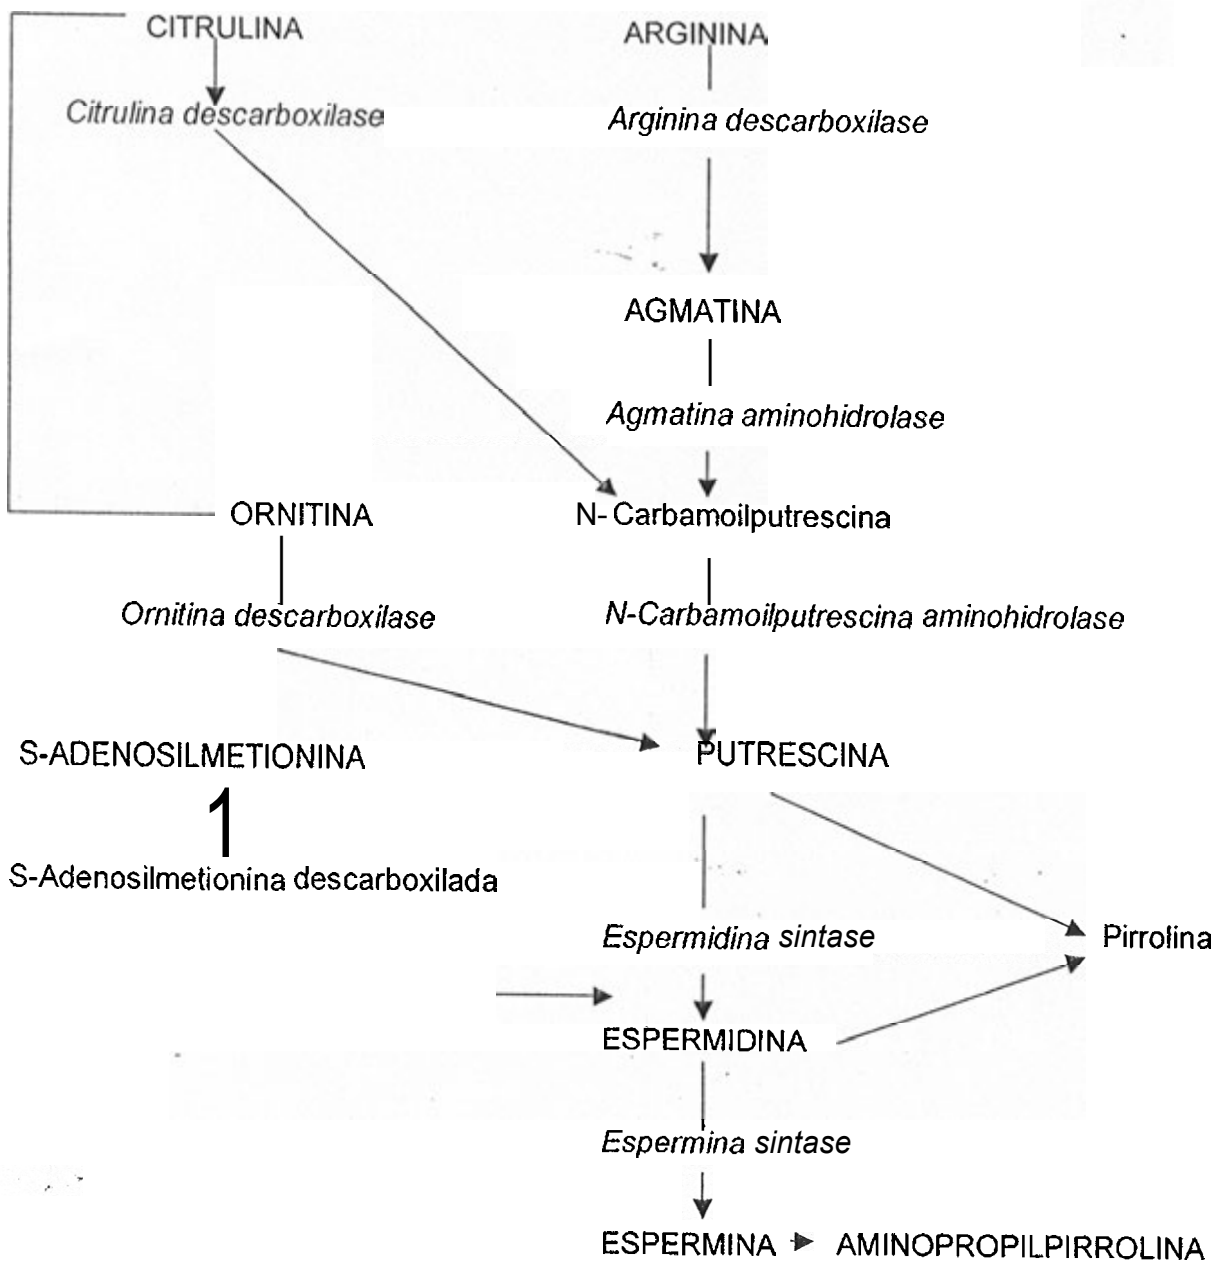 CITRULINA
ARGININA
Citrulina descarboxilase
Arginina descarboxilase
AGMATINA
Agmatina aminohidrolase
ORNITINA
N- Carbamoilputrescina
Ornitina descarboxilase
N-Carbamoilputrescina aminohidrolase
S-ADENOSILMETIONINA
PUTRESCINA
1
S-Adenosilmetionina descarboxilada
Espermidina sintase
Pirrolina
ESPERMIDINA
Espermina sintase
ESPERMINA
AMINOPROPILPIRROLINA